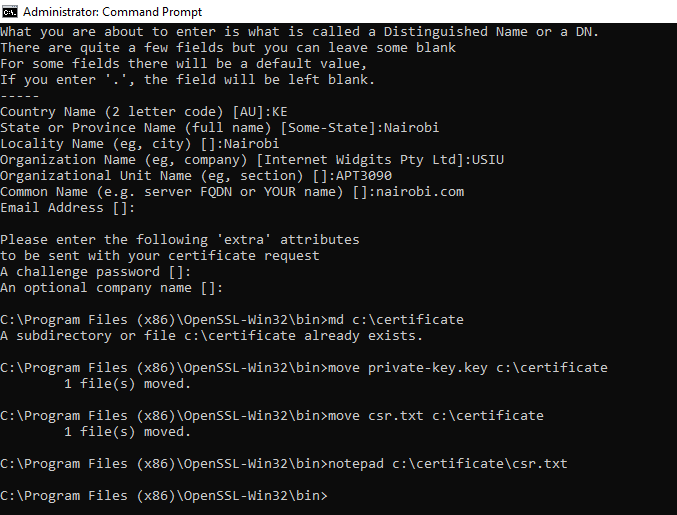 Administrator: Command Prompt
What you are about to enter is what is called a Distinguished Name or a DN.
There are quite a few fields but you can leave some blank
For some fields there will be a default value,
If you enter '.', the field will be left blank.
-----
Country Name (2 letter code) [AU]:KE
State or Province Name (full name) [Some-State]:Nairobi
Locality Name (eg, city) []:Nairobi
Organization Name (eg, company) [Internet Widgits Pty Ltd]:USIU
Organizational Unit Name (eg, section) []:APT3090
Common Name (e.g. server FQDN or YOUR name) []:nairobi.com
Email Address []:
Please enter the following 'extra' attributes
to be sent with your certificate request
A challenge password []:
An optional company name []:
C:\Program Files (x86)\OpenSSL-Win32\bin>md c:\certificate
A subdirectory or file c:\certificate already exists.
C:\Program Files (x86)\OpenSSL-Win32\bin>move private-key.key c:\certificate
1 file(s) moved.
C:\Program Files (x86)\OpenSSL-Win32\bin>move csr.txt c:\certificate
1 file(s) moved.
C:\Program Files (x86)\OpenSSL-Win32\bin>notepad c:\certificate\csr.txt
C:\Program Files (x86)\OpenSSL-Win32\bin>